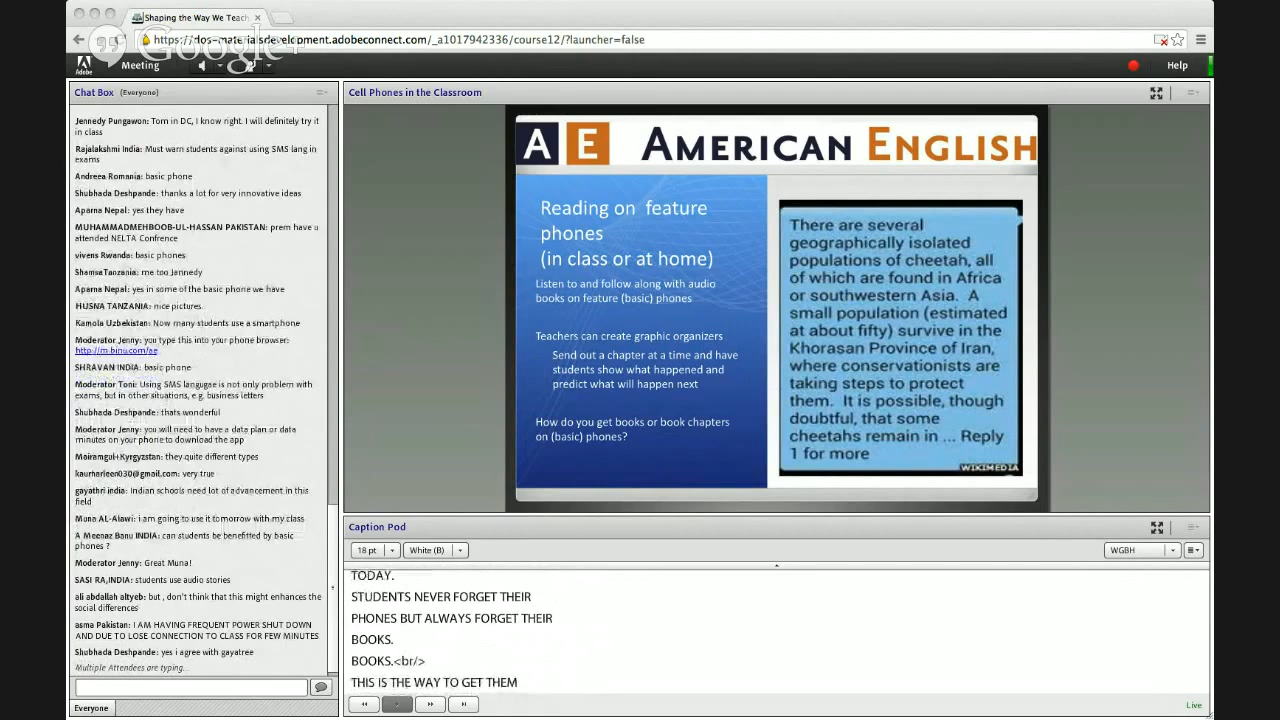 Shaping the Way We Teach
Google+
https://dos-materialsdevelopment.adobeconnect.com/_a1017942336/course12/?launcher=false
Adobe
Meeting
Help
Chat Box (Everyone)
Jennedy Pungawon: Tom in DC, I know right. I will definitely try it
in class
Rajalakshmi India: Must warn students against using SMS lang in
exams
Andreea Romania: basic phone
Shubhada Deshpande: thanks a lot for very innovative ideas
Aparna Nepal: yes they have
MUHAMMADMEHBOOB-UL-HASSAN PAKISTAN: prem have u
attended NELTA Confrence
vivens Rwanda: basic phones
ShamsaTanzania: me too Jennedy
Aparna Nepal: yes in some of the basic phone we have
HUSNA TANZANIA: nice pictures
Kamola Uzbekistan: Now many students use a smartphone
Moderator Jenny: you type this into your phone browser:
http://m.binu.com/ae
SHRAVAN INDIA: basic phone
Moderator Toni: Using SMS langugae is not only problem with
exams, but in other situations, e.g. business letters
Shubhada Deshpande: thats wonderful
Moderator Jenny: you will need to have a data plan or data
minutes on your phone to download the app
Mairamgul+Kyrgyzstan: they quite different types
kaurharleen030@gmail.com: very true
gayathri india: Indian schools need lot of advancement in this
field
Muna AL-Alawi: i am going to use it tomorrow with my class
A Meenaz Banu INDIA: can students be benefitted by basic
phones ?
Moderator Jenny: Great Muna!
SASI RA,INDIA: students use audio stories
ali abdallah altyeb: but , don't think that this might enhances the
social differences
asma Pakistan: I AM HAVING FREQUENT POWER SHUT DOWN
AND DUE TO LOSE CONNECTION TO CLASS FOR FEW MINUTES
Shubhada Deshpande: yes i agree with gayatree
Multiple Attendees are typing...
Everyone
Cell Phones in the Classroom
AE AMERICAN ENGLISH
Reading on feature
phones
(in class or at home)
Listen to and follow along with audio
books on feature (basic) phones
Teachers can create graphic organizers
Send out a chapter at a time and have
students show what happened and
predict what will happen next
How do you get books or book chapters
on (basic) phones?
There are several
geographically isolated
populations of cheetah, all
of which are found in Africa
or southwestern Asia. A
small population (estimated
at about fifty) survive in the
Khorasan Province of Iran,
where conservationists are
taking steps to protect
them. It is possible, though
doubtful, that some
cheetahs remain in ... Reply
1 for more
WIKIMEDIA
Caption Pod
18 pt
White (B)
WGBH
TODAY.
STUDENTS NEVER FORGET THEIR
PHONES BUT ALWAYS FORGET THEIR
BOOKS.
BOOKS.<br/>
THIS IS THE WAY TO GET THEM
Live